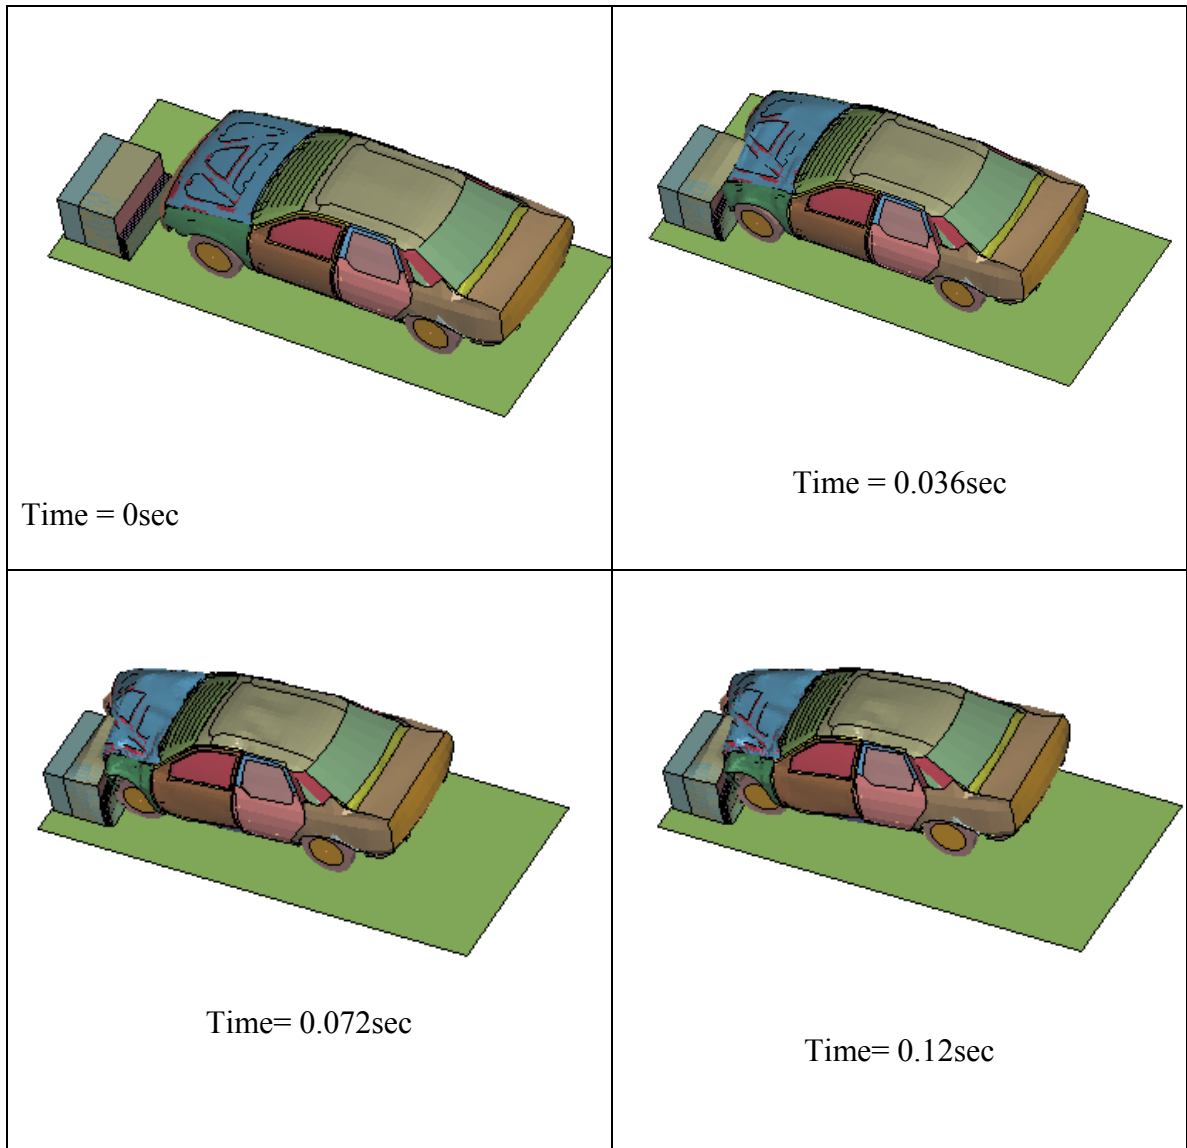 Time = 0sec
Time = 0.036sec
Time= 0.072sec
Time= 0.12sec